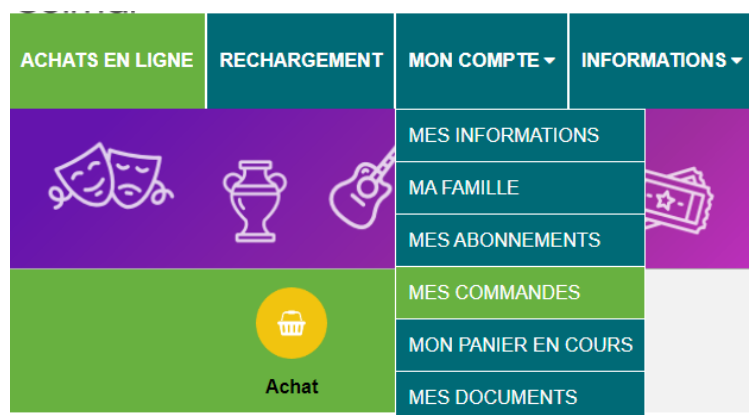 ACHATS EN LIGNE
RECHARGEMENT
MON COMPTE
INFORMATIONS
MES INFORMATIONS
MA FAMILLE
MES ABONNEMENTS
MES COMMANDES
MON PANIER EN COURS
MES DOCUMENTS
Achat